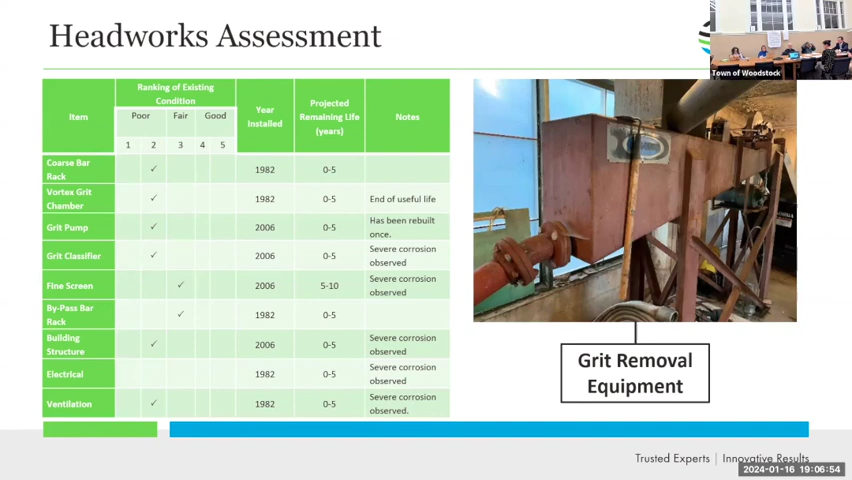 Headworks Assessment
Town of Woodstock
Item
Ranking of Existing
Condition
Poor Fair Good
1 2 3 4 5
Year
Installed
Projected
Remaining Life
(years)
Notes
Coarse Bar
Rack
✓ 1982 0-5
Vortex Grit
Chamber
✓ 1982 0-5 End of useful life
Grit Pump ✓ 2006 0-5 Has been rebuilt
once.
Grit Classifier ✓ 2006 0-5 Severe corrosion
observed
Fine Screen ✓ 2006 5-10 Severe corrosion
observed
By-Pass Bar
Rack
✓ 1982 0-5
Building
Structure
✓ 2006 0-5 Severe corrosion
observed
Electrical 1982 0-5 Severe corrosion
observed
Ventilation ✓ 1982 0-5 Severe corrosion
observed.
Grit Removal
Equipment
Trusted Experts | Innovative Results
2024-01-16 19:06:54